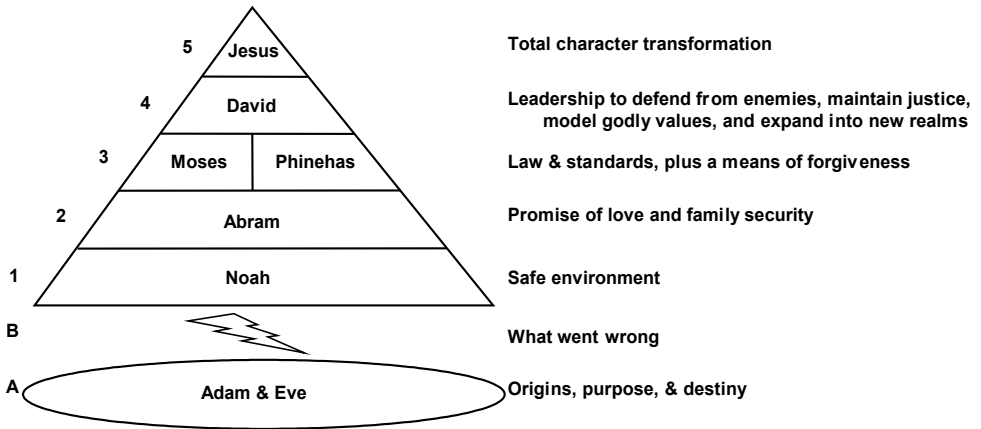 5 Jesus Total character transformation
4 David Leadership to defend from enemies, maintain justice,
model godly values, and expand into new realms
3 Moses Phinehas Law & standards, plus a means of forgiveness
2 Abram Promise of love and family security
1 Noah Safe environment
B What went wrong
A Adam & Eve Origins, purpose, & destiny